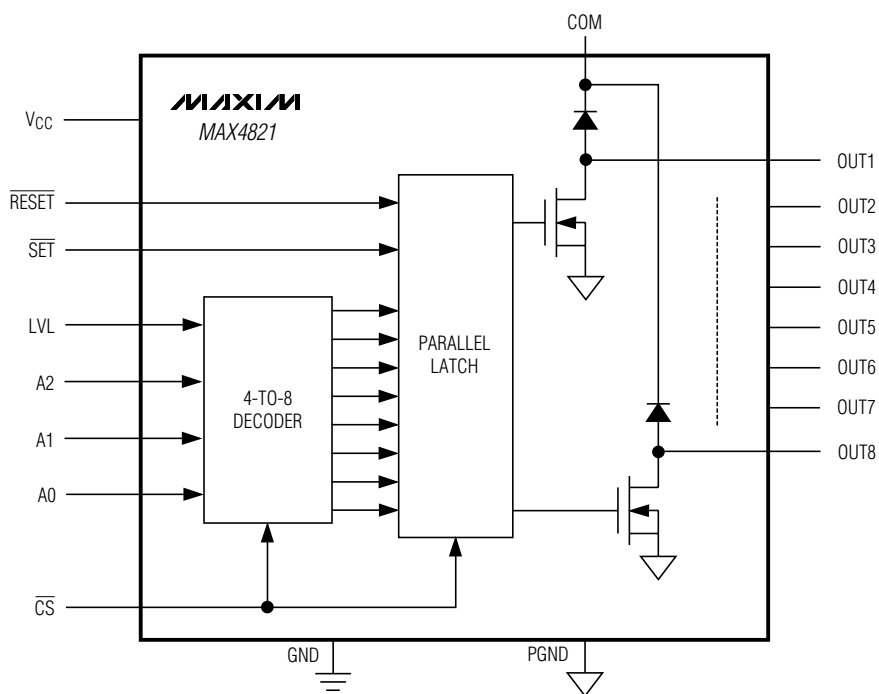 COM
MAXIM
MAX4821
VCC
RESET
SET
LVL
A2
A1
A0
CS
4-TO-8
DECODER
PARALLEL
LATCH
OUT1
OUT2
OUT3
OUT4
OUT5
OUT6
OUT7
OUT8
GND
PGND